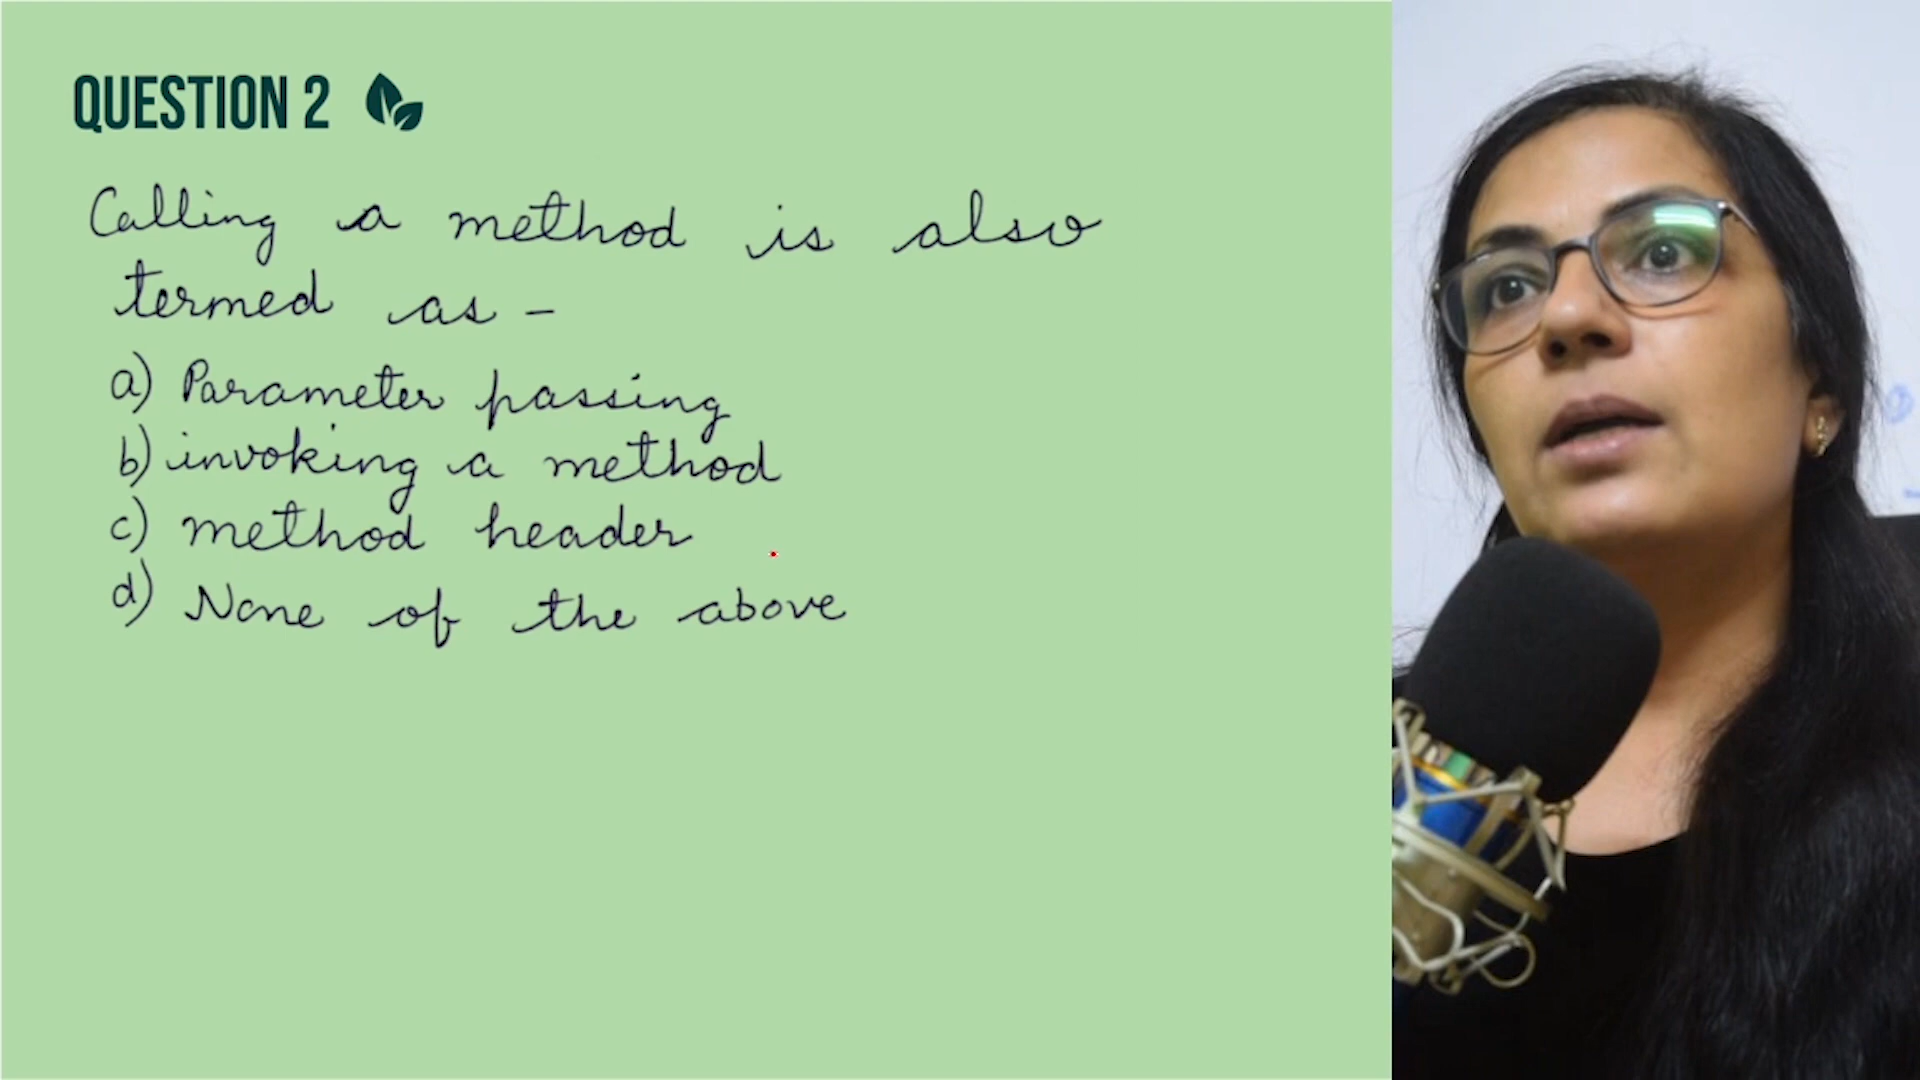 QUESTION 2
Calling a method is also
termed as -
a) Parameter passing
b) invoking a method
c) method header
d) None of the above